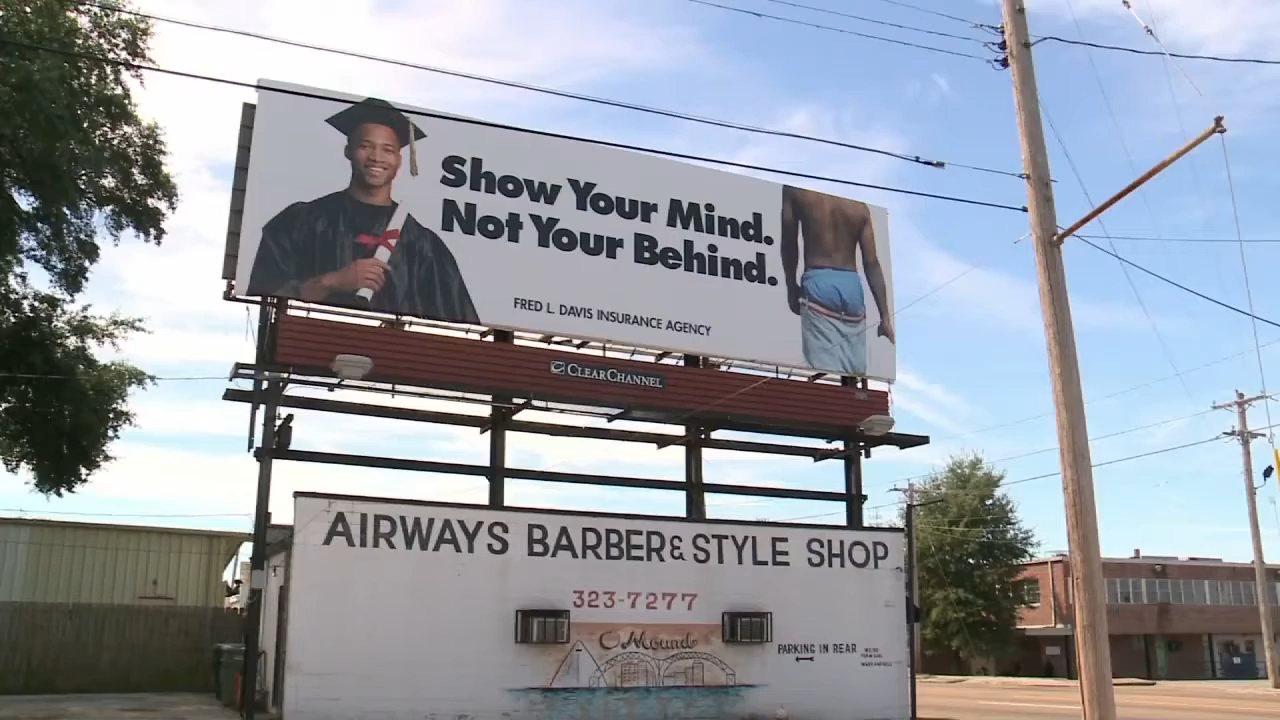 Show Your Mind.
Not Your Behind.
FRED L. DAVIS INSURANCE AGENCY
CLEARCHANNEL
AIRWAYS BARBER & STYLE SHOP
323-7277
O Mound
PARKING IN REAR